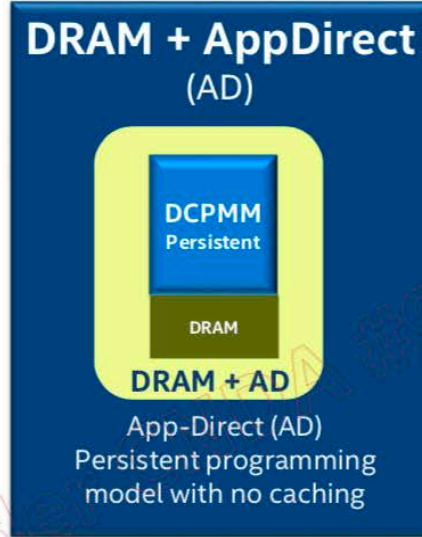 DRAM + AppDirect
(AD)
DCPMM
Persistent
DRAM
DRAM + AD
App-Direct (AD)
Persistent programming
model with no caching